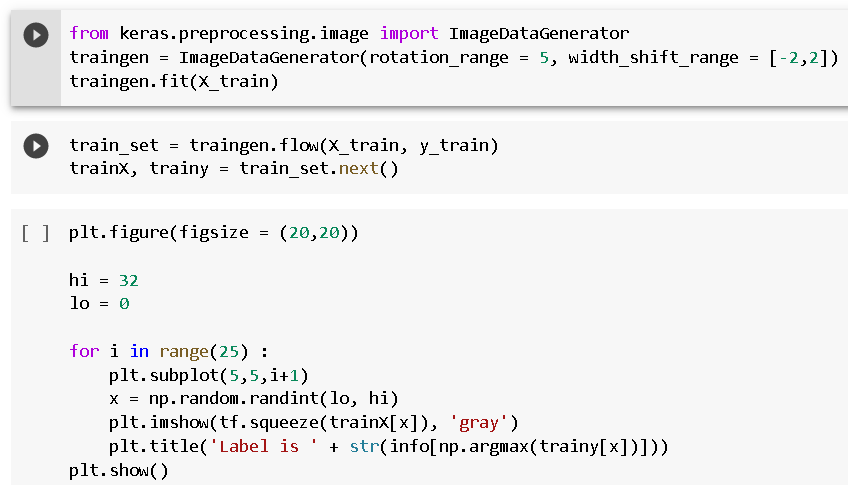 from keras.preprocessing.image import ImageDataGenerator
traingen = ImageDataGenerator(rotation_range = 5, width_shift_range = [-2,2])
traingen.fit(X_train)
train_set = traingen.flow(X_train, y_train)
trainX, trainy = train_set.next()
[ ] plt.figure(figsize = (20,20))
hi = 32
lo = 0
for i in range(25) :
    plt.subplot(5,5,i+1)
    x = np.random.randint(lo, hi)
    plt.imshow(tf.squeeze(trainX[x]), 'gray')
    plt.title('Label is ' + str(info[np.argmax(trainy[x])]))
plt.show()